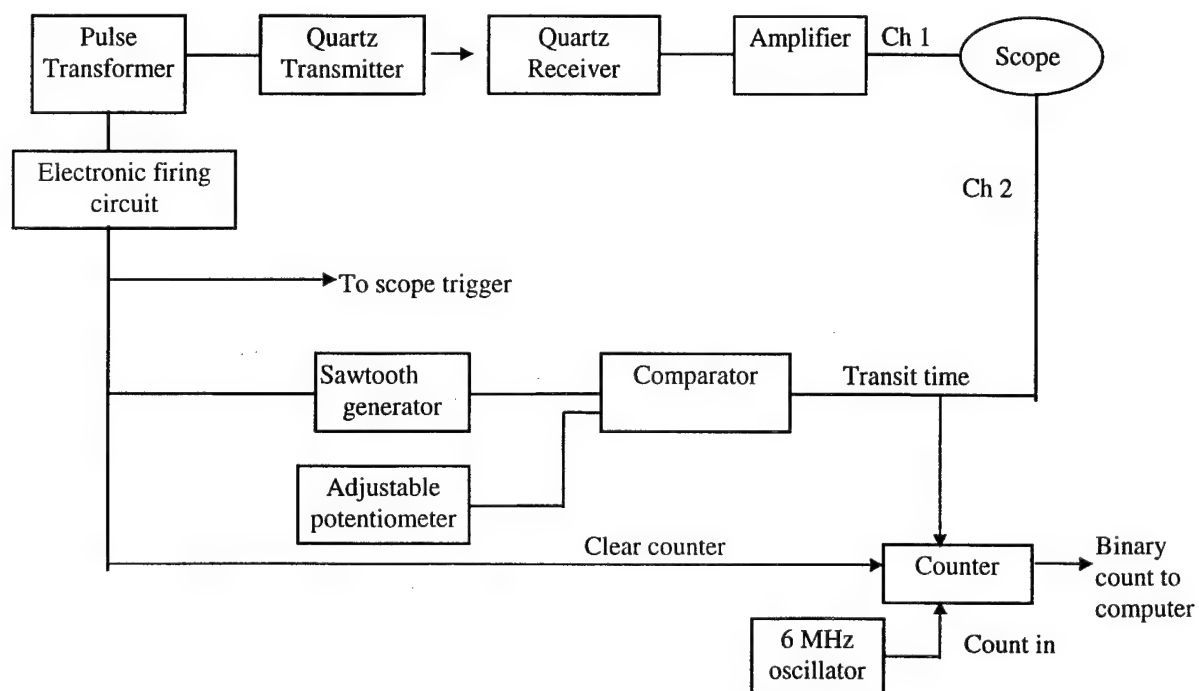 Pulse
Transformer
Quartz
Transmitter
Quartz
Receiver
Amplifier
Ch 1
Scope
Electronic firing
circuit
Ch 2
To scope trigger
Sawtooth
generator
Comparator
Transit time
Adjustable
potentiometer
Clear counter
Counter
Binary
count to
computer
6 MHz
oscillator
Count in